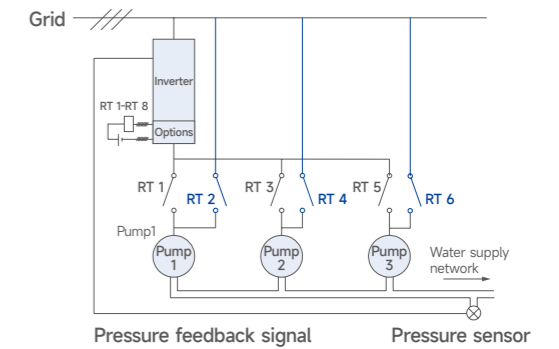 Grid
Inverter
RT 1-RT 8
Options
RT 1
RT 2
RT 3
RT 4
RT 5
RT 6
Pump1
Pump
1
Pump
2
Pump
3
Water supply
network
Pressure feedback signal
Pressure sensor